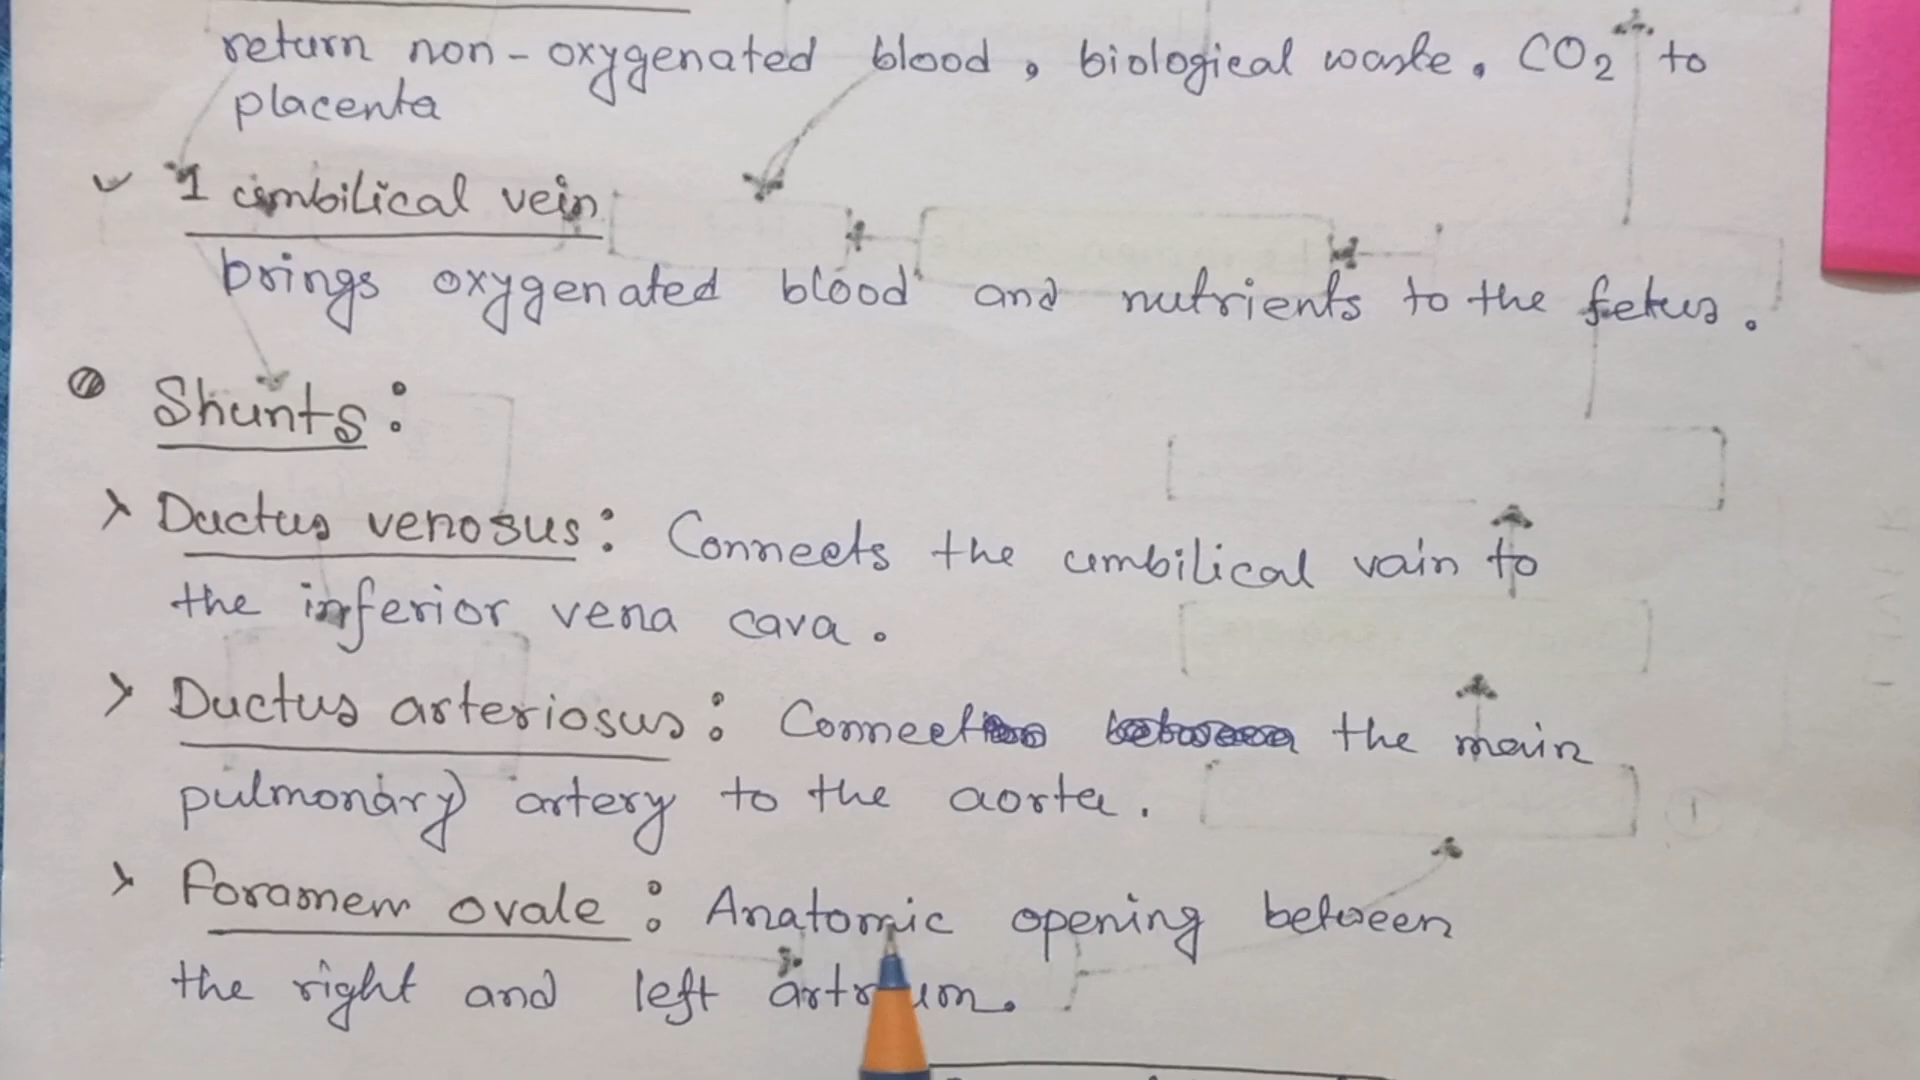 return non-oxygenated blood, biological waste, CO2 to
placenta
1 umbilical vein
brings oxygenated blood and nutrients to the fetus.
Shunts:
Ductus venosus: Connects the umbilical vain to
the inferior vena cava.
Ductus arteriosus: Connect the main
pulmonary artery to the aorta.
Foramen ovale: Anatomic opening between
the right and left artrium.